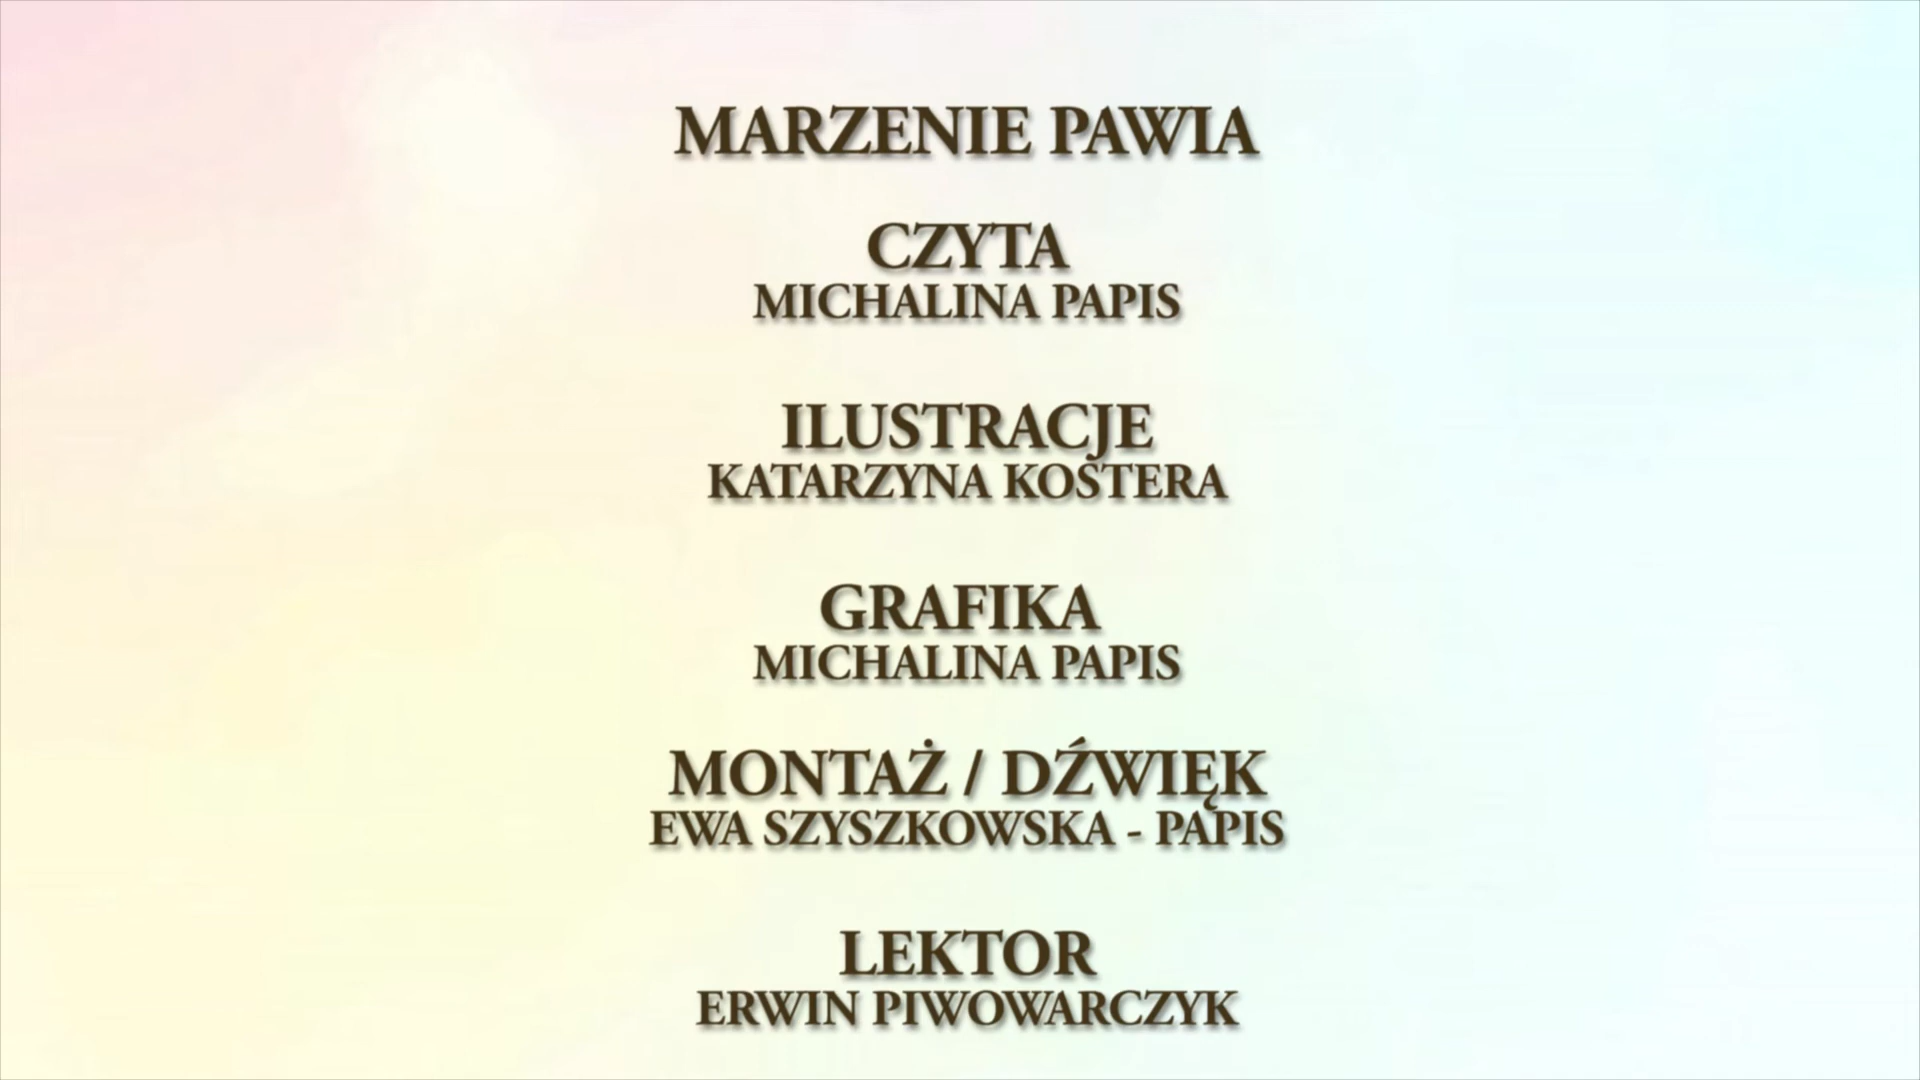 MARZENIE PAWIA
CZYTA
MICHALINA PAPIS
ILUSTRACJE
KATARZYNA KOSTERA
GRAFIKA
MICHALINA PAPIS
MONTAŻ / DŹWIĘK
EWA SZYSZKOWSKA - PAPIS
LEKTOR
ERWIN PIWOWARCZYK